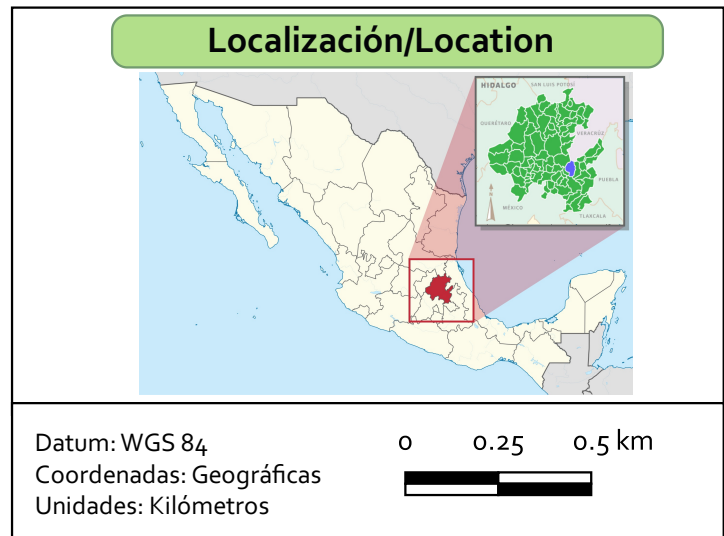 Localización/Location
HIDALGO
SAN LUIS POTOSÍ
QUERÉTARO
VERACRUZ
PUEBLA
MÉXICO
TLAXCALA
Datum: WGS 84
Coordenadas: Geográficas
Unidades: Kilómetros
0 0.25 0.5 km